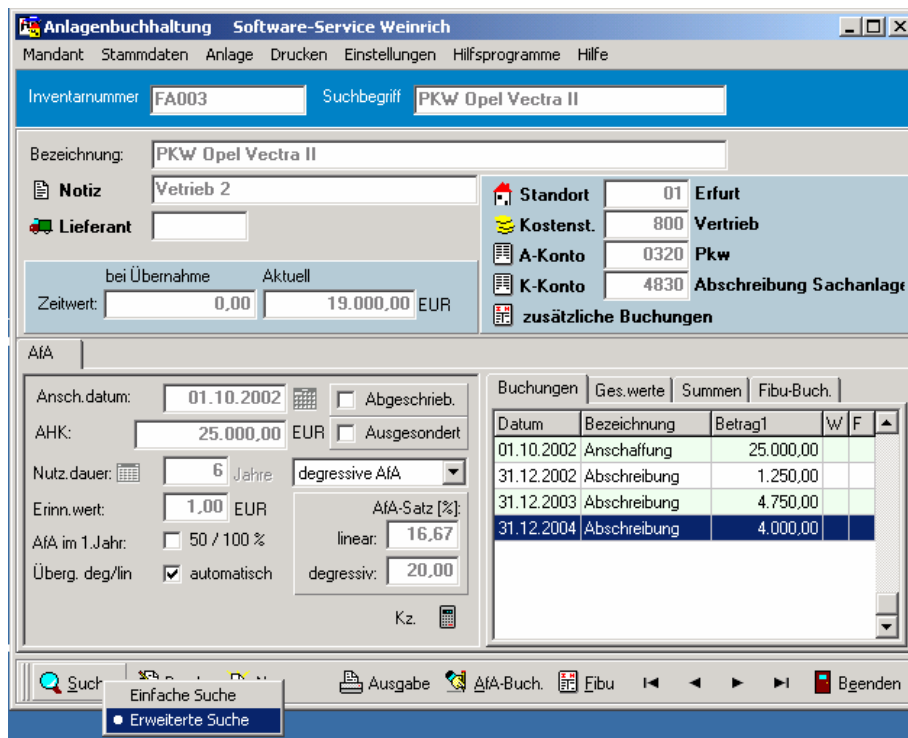 Anlagenbuchhaltung Software-Service Weinrich
Mandant Stammdaten Anlage Drucken Einstellungen Hilfsprogramme Hilfe
Inventarnummer FA003 Suchbegriff PKW Opel Vectra II
Bezeichnung: PKW Opel Vectra II
Notiz Vetrieb 2
Lieferant
Standort 01 Erfurt
Kostenst. 800 Vertrieb
A-Konto 0320 Pkw
K-Konto 4830 Abschreibung Sachanlage
zusätzliche Buchungen
bei Übernahme Aktuell
Zeitwert: 0,00 19.000,00 EUR
AfA
Ansch.datum: 01.10.2002 Abgeschrieb.
AHK: 25.000,00 EUR Ausgesondert
Nutz.dauer: 6 Jahre degressive AfA
Erinn.wert: 1,00 EUR AfA-Satz [%]:
AfA im 1.Jahr: 50 / 100 % linear: 16,67
Überg. deg/lin automatisch degressiv: 20,00
Kz.
Buchungen Ges.werte Summen Fibu-Buch.
Datum Bezeichnung Betrag1 W F
01.10.2002 Anschaffung 25.000,00
31.12.2002 Abschreibung 1.250,00
31.12.2003 Abschreibung 4.750,00
31.12.2004 Abschreibung 4.000,00
Ausgabe AfA-Buch. Fibu Beenden
Einfache Suche
Erweiterte Suche